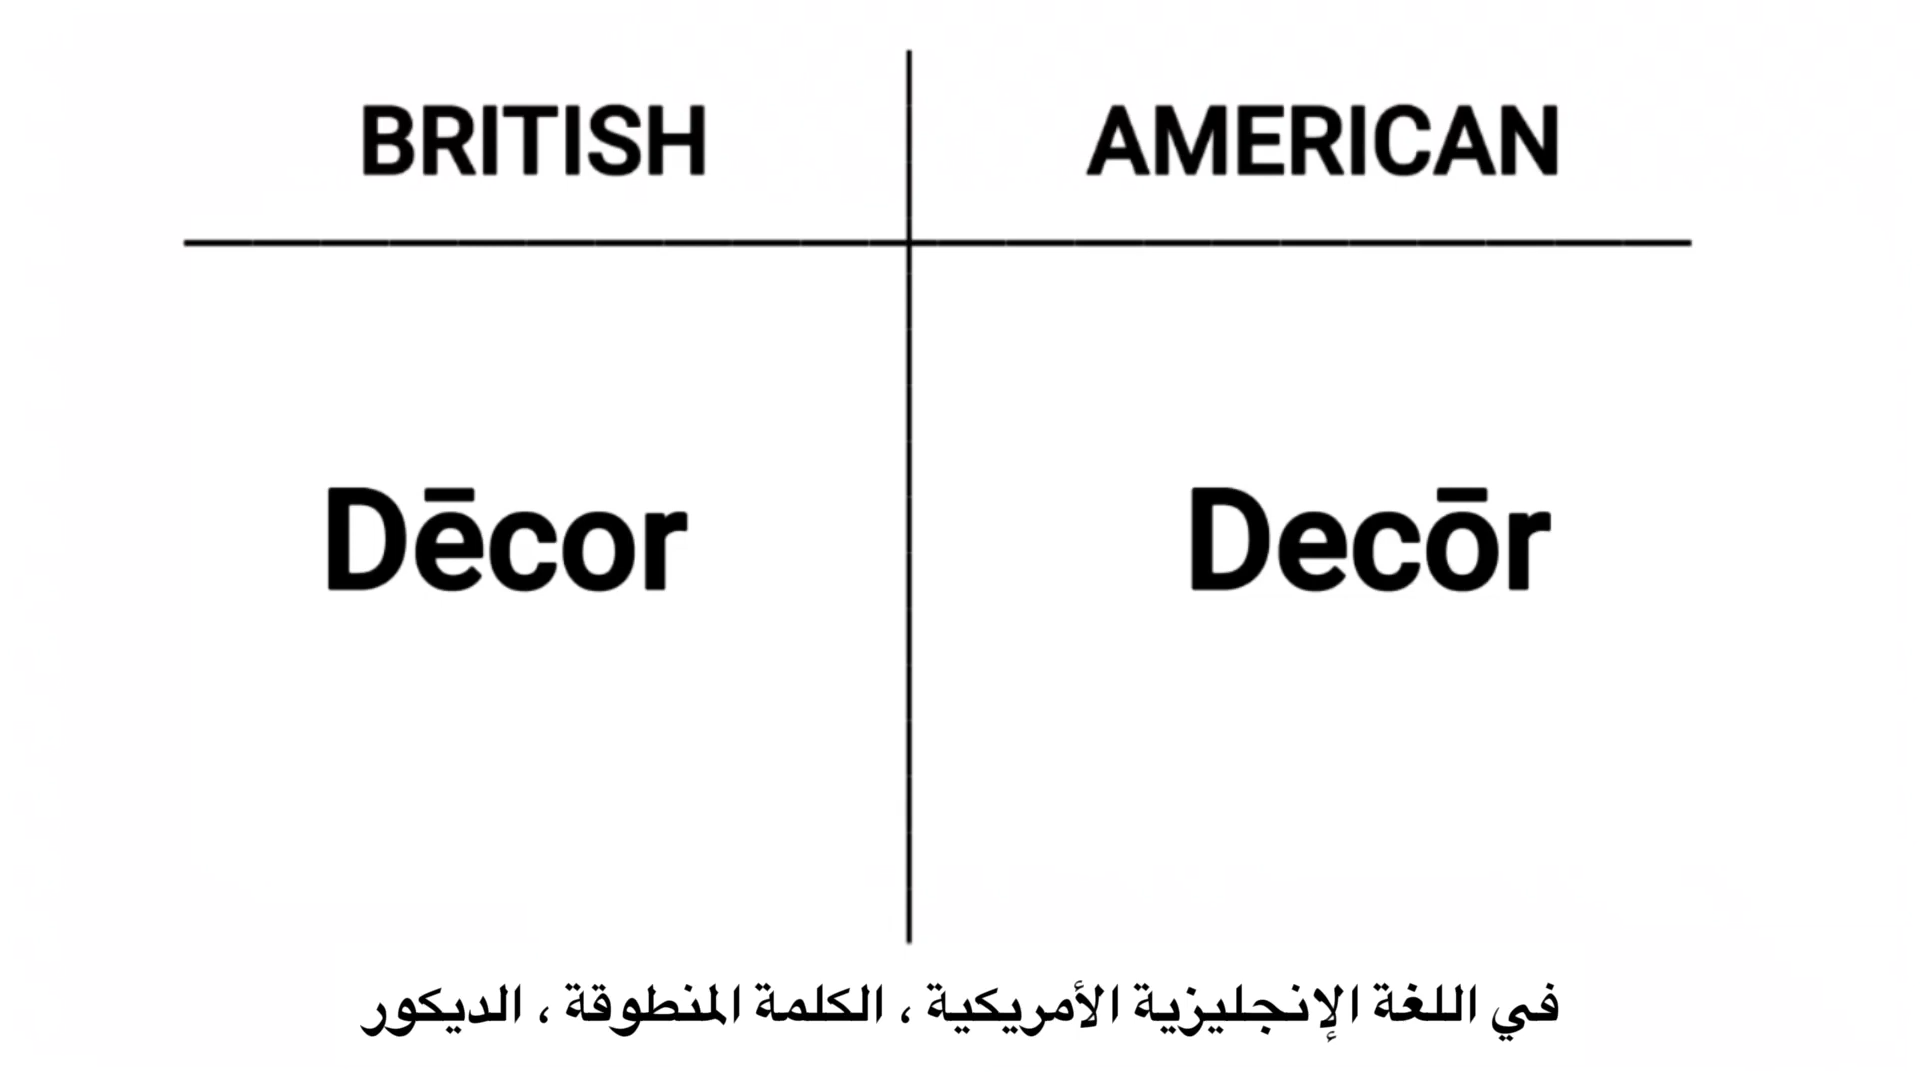 BRITISH
AMERICAN
Dēcor
Decōr
في اللغة الإنجليزية الأمريكية ، الكلمة المنطوقة ، الديكور